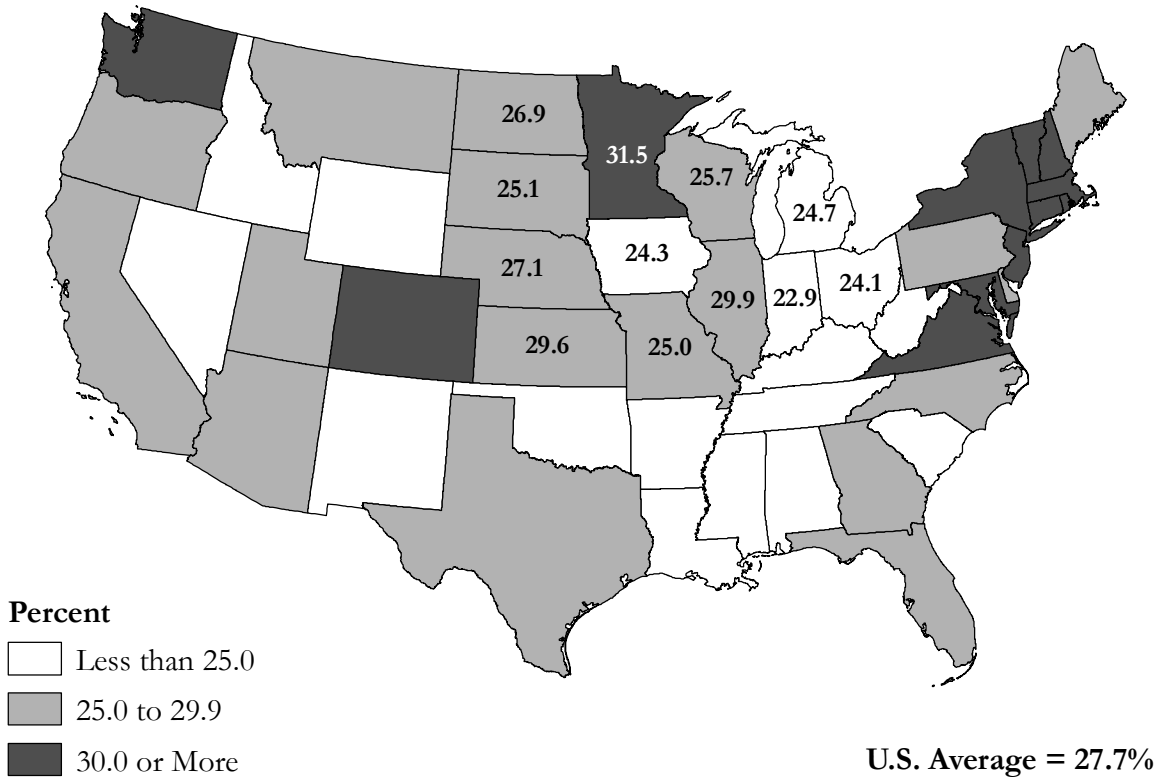 26.9
31.5
25.7
25.1
24.7
24.3
27.1
24.1
29.9
22.9
29.6
25.0
Percent
Less than 25.0
25.0 to 29.9
30.0 or More
U.S. Average = 27.7%